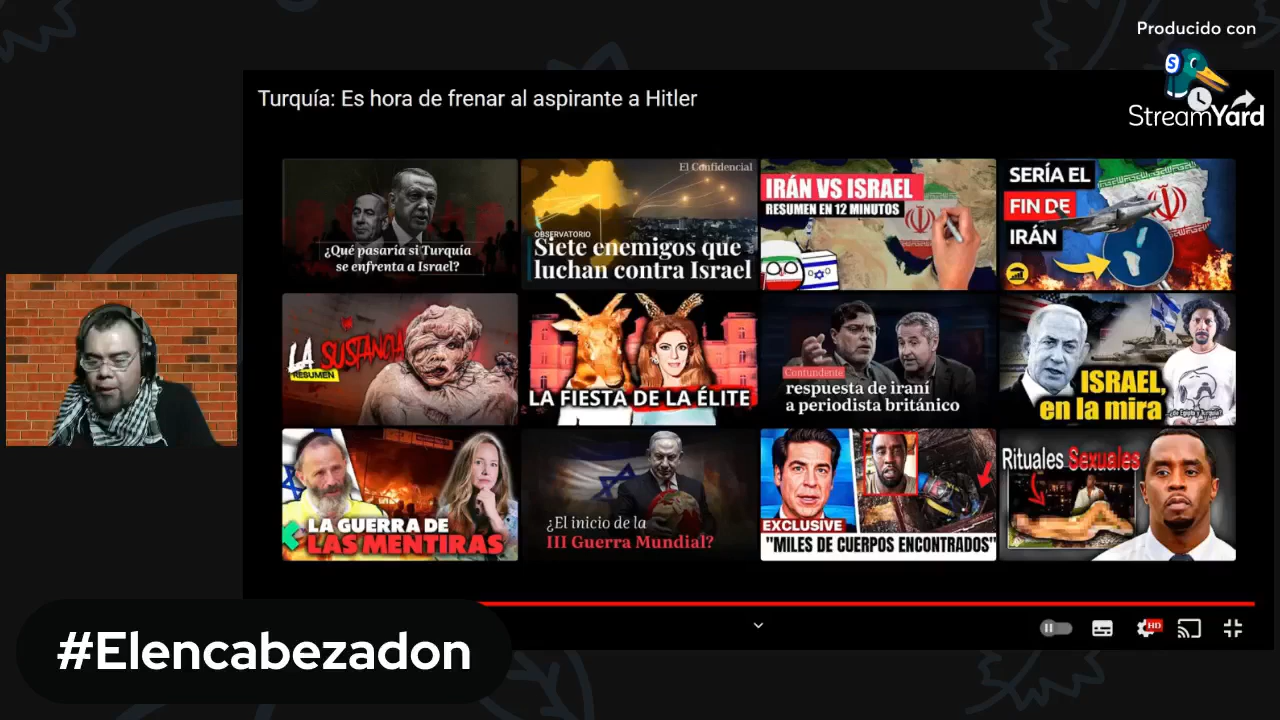 Producido con
StreamYard
Turquía: Es hora de frenar al aspirante a Hitler
¿Qué pasaría si Turquía
se enfrenta a Israel?
El Confidencial
OBSERVATORIO
Siete enemigos que
luchan contra Israel
IRÁN VS ISRAEL
RESUMEN EN 12 MINUTOS
SERÍA EL
FIN DE
IRÁN
LA SUSTANCIA
RESUMEN
LA FIESTA DE LA ÉLITE
Contundente
respuesta de iraní
a periodista británico
ISRAEL,
en la mira
LA GUERRA DE
LAS MENTIRAS
¿El inicio de la
III Guerra Mundial?
EXCLUSIVE
"MILES DE CUERPOS ENCONTRADOS"
Rituales Sexuales
HD
#Elencabezadon